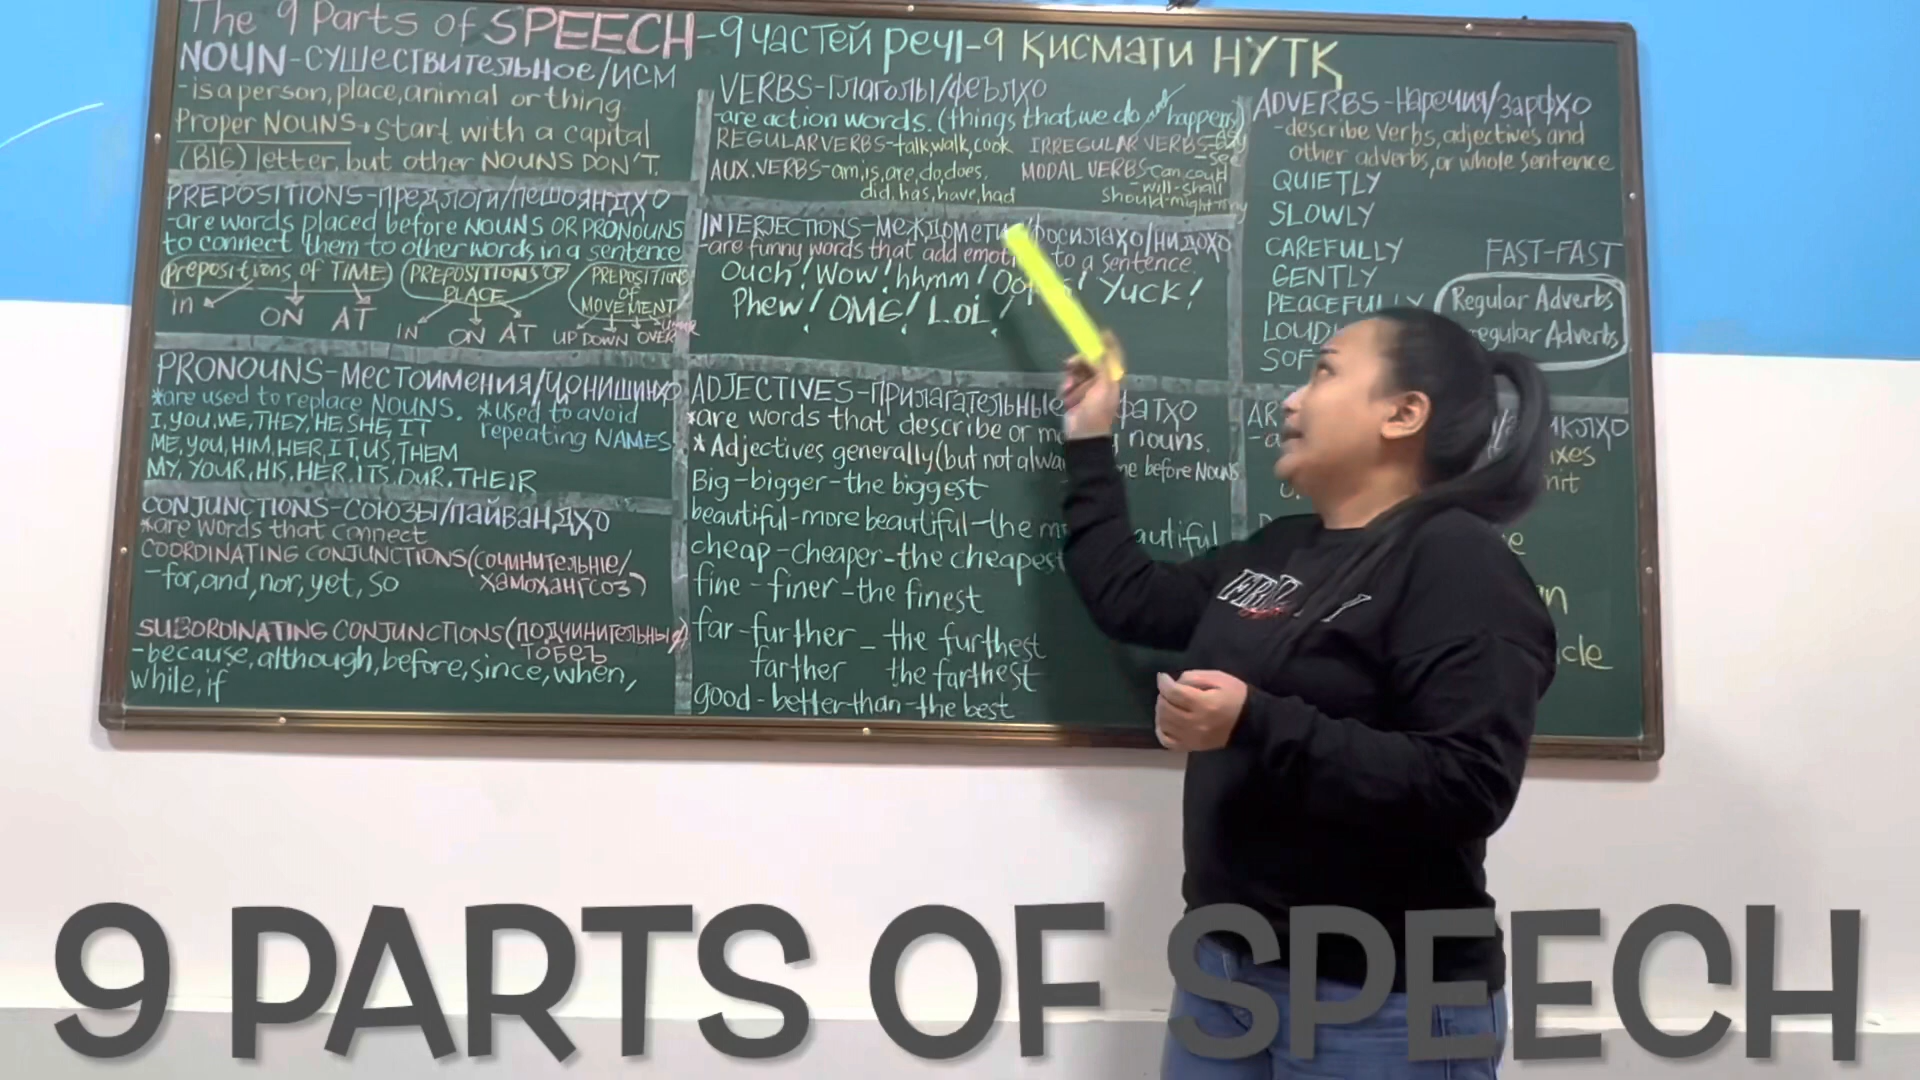 The 9 Parts of SPEECH-9 частей речı-9 қисмати НУТҚ
NOUN-существительное/исм
-is a person, place, animal or thing
Proper NOUNS → start with a capital
(BIG) letter, but other NOUNS DON'T.
PREPOSITIONS-предлоги/пешояндҳо
-are words placed before NOUNS OR PRONOUNS
to connect them to other words in a sentence
Prepositions of TIME
in ON AT
PREPOSITIONS OF
PLACE
IN ON AT
PREPOSITIONS
of
MOVEMENT
UP DOWN OVER UNDER
PRONOUNS-местоимения/ҷонишинҳо
*are used to replace NOUNS. *used to avoid
repeating NAMES
I, YOU, WE, THEY, HE, SHE, IT
ME, YOU, HIM, HER, IT, US, THEM
MY, YOUR, HIS, HER, ITS, OUR, THEIR
CONJUNCTIONS-союзы/пайвандҳо
*are words that connect
COORDINATING CONJUNCTIONS (сочинительные/
ҳамоҳангсоз)
-for, and, nor, yet, so
SUBORDINATING CONJUNCTIONS (подчинительный)
тобеъ
-because, although, before, since, when,
while, if
VERBS-Глаголы/феълҳо
-are action words. (things that we do happens)
REGULAR VERBS-talk, walk, cook IRREGULAR VERBS
-see
AUX. VERBS-am, is, are, do, does,
did, has, have, had
MODAL VERBS can, could
-will-shall
should-might
INTERJECTIONS-Междомети фосилаҳо/нидоҳо
-are funny words that add to a sentence.
Ouch! Wow! hhmm! Yuck!
Phew! OMG! LOL!
ADJECTIVES-прилагательные
*are words that describe or nouns.
*Adjectives generally (but not before NOUNS
Big-bigger-the biggest
beautiful-more beautiful-the
cheap-cheaper-the cheapest
fine-finer-the finest
far-further-the furthest
farther the farthest
good-better than-the best
ADVERBS-Наречия/зарфҳо
-describe verbs, adjectives and
other adverbs, or whole sentence
QUIETLY
SLOWLY
CAREFULLY FAST-FAST
GENTLY
PEACEFULLY Regular Adverbs
Adverbs
9 PARTS OF SPEECH